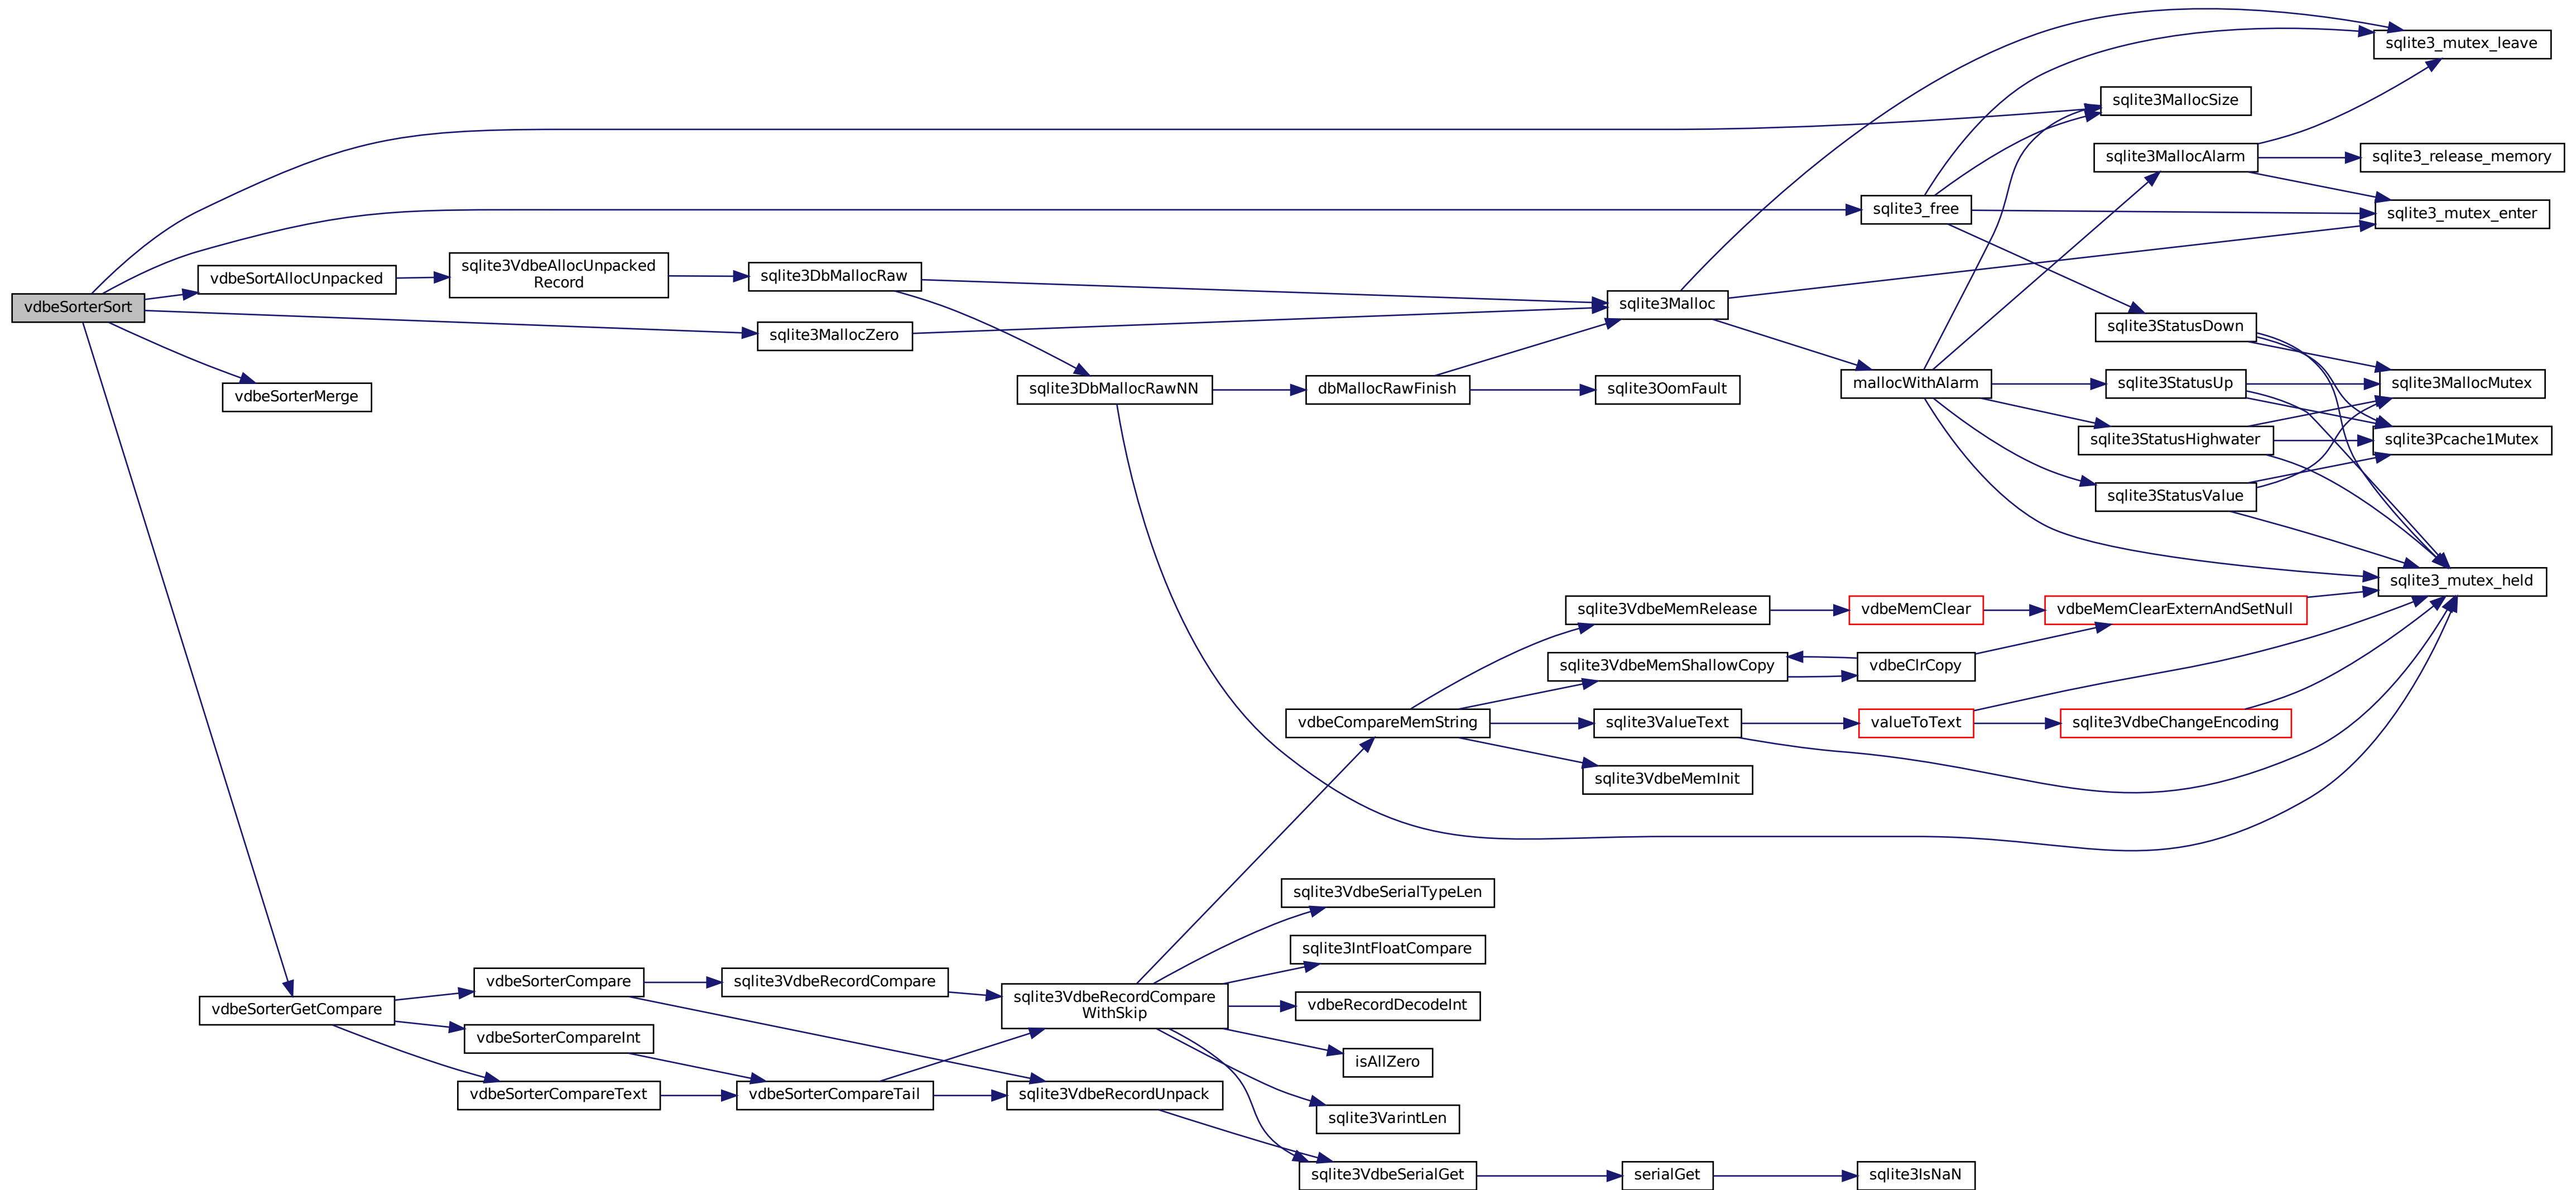 sqlite3_mutex_leave
sqlite3MallocSize
sqlite3MallocAlarm
sqlite3_release_memory
sqlite3_free
sqlite3_mutex_enter
vdbeSorterSort
vdbeSortAllocUnpacked
sqlite3VdbeAllocUnpacked
Record
sqlite3DbMallocRaw
sqlite3Malloc
sqlite3MallocZero
sqlite3StatusDown
vdbeSorterMerge
sqlite3DbMallocRawNN
dbMallocRawFinish
sqlite3OomFault
mallocWithAlarm
sqlite3StatusUp
sqlite3MallocMutex
sqlite3StatusHighwater
sqlite3Pcache1Mutex
sqlite3StatusValue
sqlite3_mutex_held
sqlite3VdbeMemRelease
vdbeMemClear
vdbeMemClearExternAndSetNull
sqlite3VdbeMemShallowCopy
vdbeClrCopy
vdbeCompareMemString
sqlite3ValueText
valueToText
sqlite3VdbeChangeEncoding
sqlite3VdbeMemInit
sqlite3VdbeSerialTypeLen
sqlite3IntFloatCompare
vdbeSorterGetCompare
vdbeSorterCompare
sqlite3VdbeRecordCompare
sqlite3VdbeRecordCompare
WithSkip
vdbeRecordDecodeInt
vdbeSorterCompareInt
isAllZero
vdbeSorterCompareText
vdbeSorterCompareTail
sqlite3VdbeRecordUnpack
sqlite3VarintLen
sqlite3VdbeSerialGet
serialGet
sqlite3IsNaN